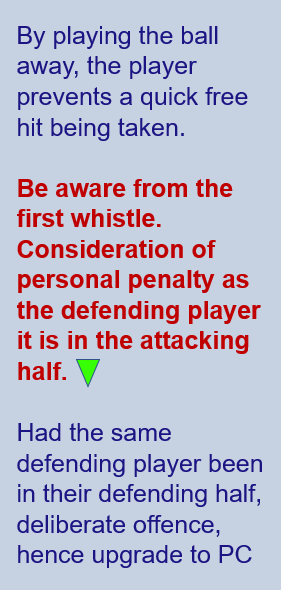 By playing the ball
away, the player
prevents a quick free
hit being taken.
Be aware from the
first whistle.
Consideration of
personal penalty as
the defending player
it is in the attacking
half.
Had the same
defending player been
in their defending half,
deliberate offence,
hence upgrade to PC